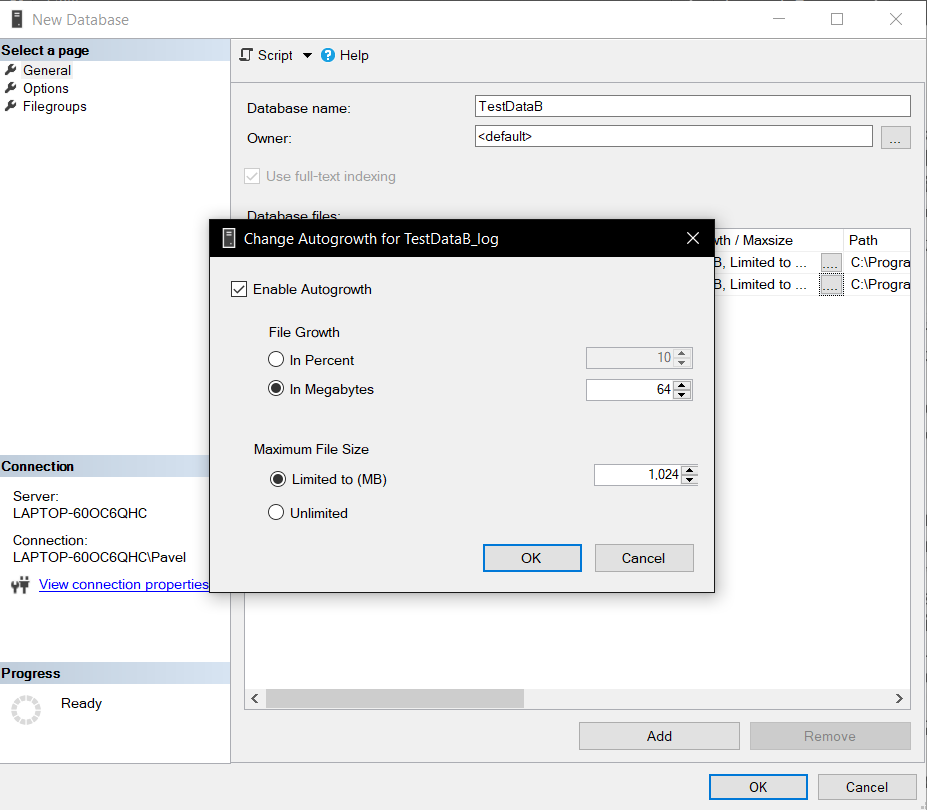 New Database
Select a page
General
Options
Filegroups
Script
Help
Database name:
TestDataB
Owner:
<default>
...
Use full-text indexing
Database files:
/ Maxsize
Path
B, Limited to ...
....
C:\Progra
B, Limited to ...
....
C:\Progra
Change Autogrowth for TestDataB_log
Enable Autogrowth
File Growth
In Percent
10
In Megabytes
64
Maximum File Size
Limited to (MB)
1,024
Unlimited
OK
Cancel
Connection
Server:
LAPTOP-60OC6QHC
Connection:
LAPTOP-60OC6QHC\Pavel
View connection properties
Progress
Ready
Add
Remove
OK
Cancel